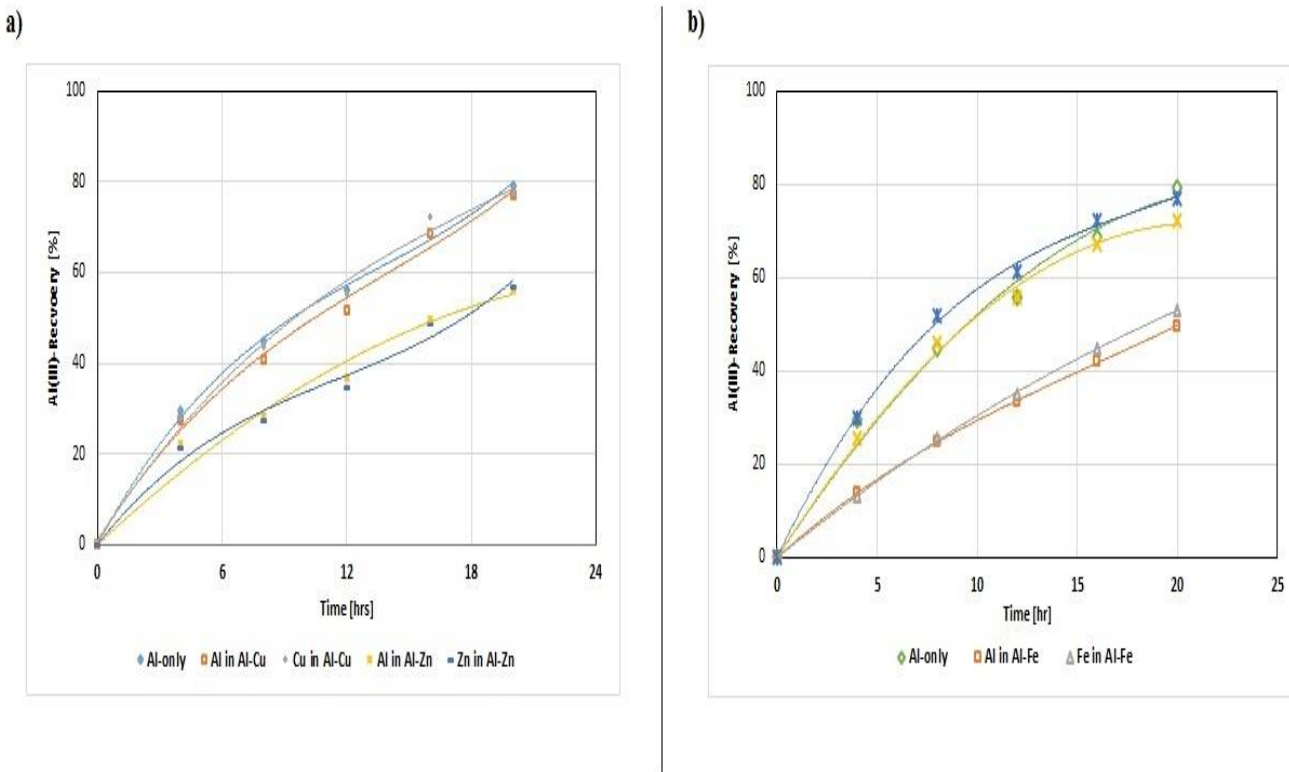 a)
100
80
60
40
20
0
Al(III)-Recvoery [%]
0 6 12 18 24
Time [hrs]
Al-only Al in Al-Cu Cu in Al-Cu Al in Al-Zn Zn in Al-Zn
b)
100
80
60
40
20
0
Al(III)-Recovery [%]
0 5 10 15 20 25
Time [hr]
Al-only Al in Al-Fe Fe in Al-Fe